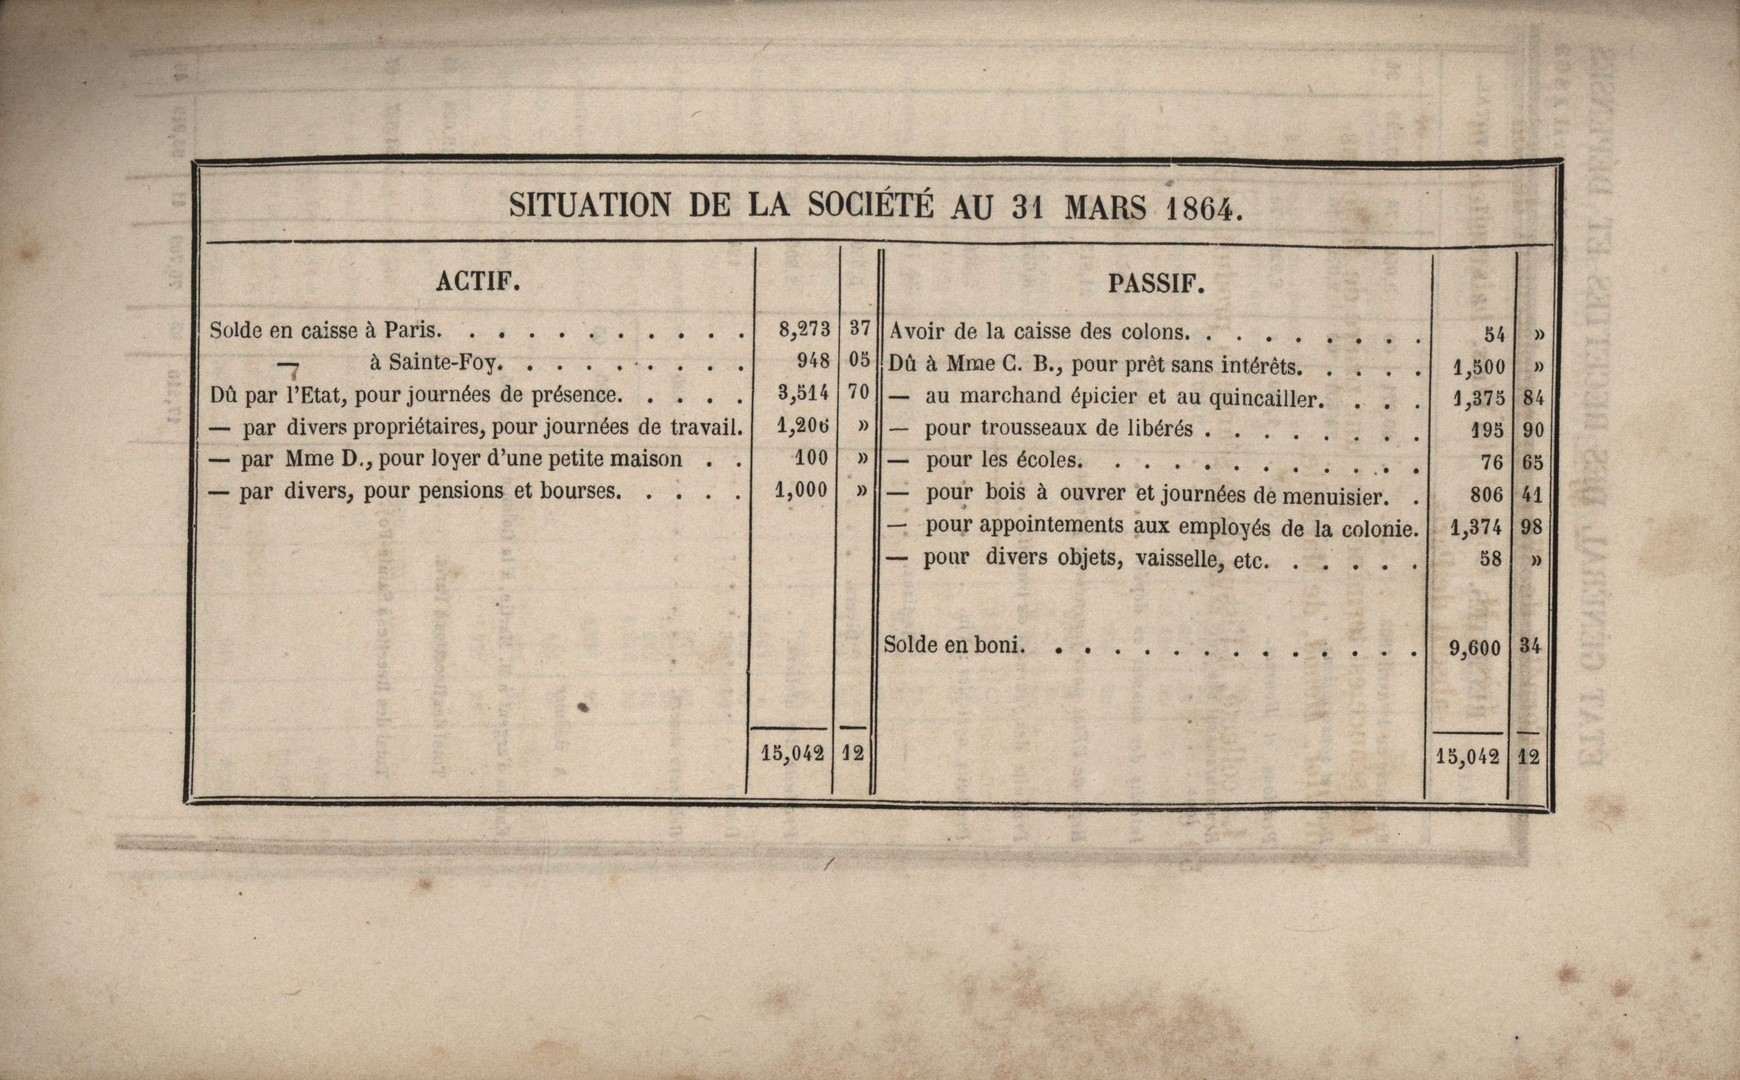 SITUATION DE LA SOCIÉTÉ AU 31 MARS 1864.
ACTIF.
Solde en caisse à Paris. . . . . . . . . . . 8,273 37
— à Sainte-Foy. . . . . . . . . 948 05
Dû par l'Etat, pour journées de présence. . . . . 3,514 70
— par divers propriétaires, pour journées de travail. 1,206 »
— par Mme D., pour loyer d'une petite maison . . 100 »
— par divers, pour pensions et bourses. . . . . 1,000 »
15,042 12
PASSIF.
Avoir de la caisse des colons. . . . . . . . . 54 »
Dû à Mme C. B., pour prêt sans intérêts. . . . . 1,500 »
— au marchand épicier et au quincailler. . . . 1,375 84
— pour trousseaux de libérés . . . . . . . . 195 90
— pour les écoles. . . . . . . . . . . . 76 65
— pour bois à ouvrer et journées de menuisier. . 806 41
— pour appointements aux employés de la colonie. 1,374 98
— pour divers objets, vaisselle, etc. . . . . . 58 »
Solde en boni. . . . . . . . . . . . . . 9,600 34
15,042 12